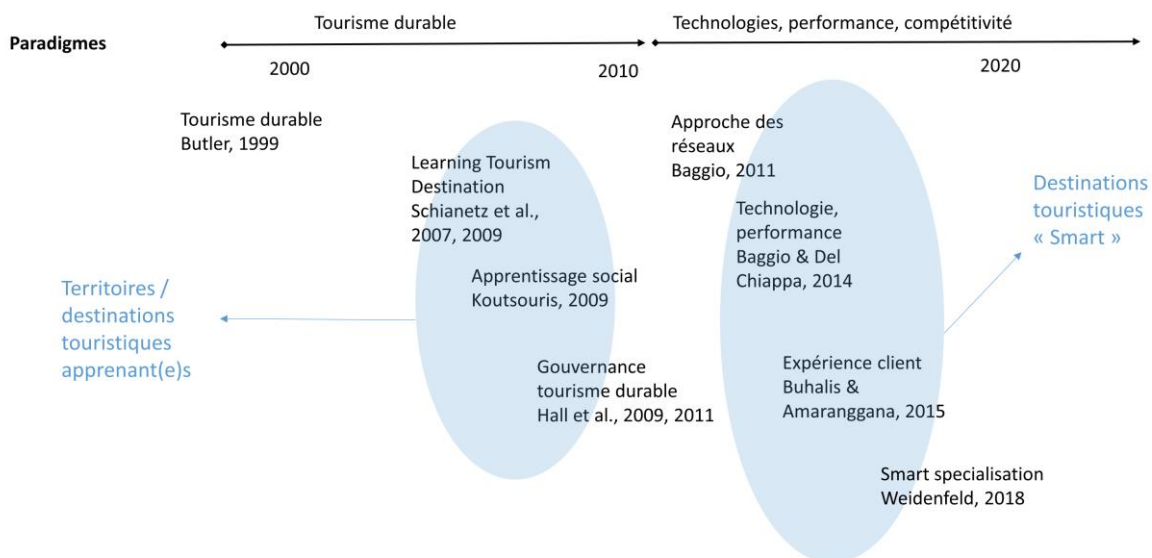 Tourisme durable
Technologies, performance, compétitivité
Paradigmes
2000
2010
2020
Tourisme durable
Butler, 1999
Learning Tourism
Destination
Schianetz et al.,
2007, 2009
Apprentissage social
Koutsouris, 2009
Gouvernance
tourisme durable
Hall et al., 2009, 2011
Territoires /
destinations
touristiques
apprenant(e)s
Approche des
réseaux
Baggio, 2011
Technologie,
performance
Baggio & Del
Chiappa, 2014
Expérience client
Buhalis &
Amaranggana, 2015
Smart specialisation
Weidenfeld, 2018
Destinations
touristiques
« Smart »